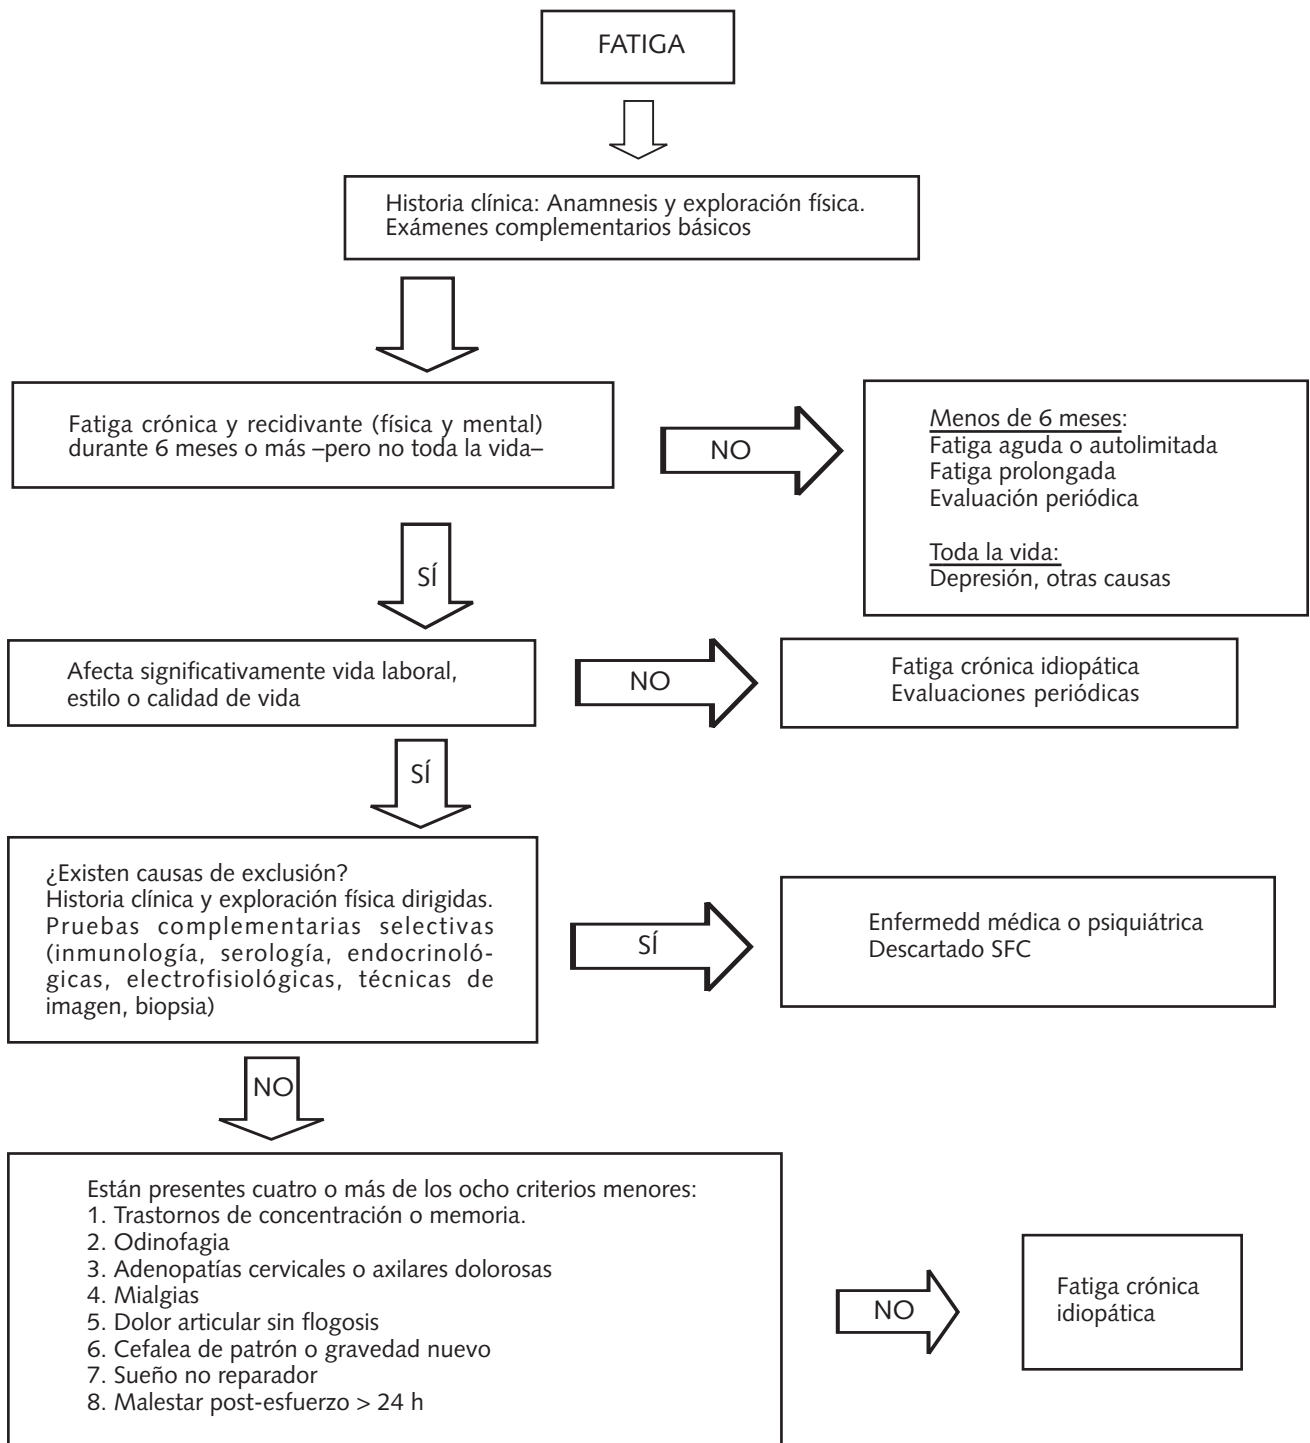 FATIGA
Historia clínica: Anamnesis y exploración física.
Exámenes complementarios básicos
Fatiga crónica y recidivante (física y mental)
durante 6 meses o más –pero no toda la vida–
NO
Menos de 6 meses:
Fatiga aguda o autolimitada
Fatiga prolongada
Evaluación periódica
Toda la vida:
Depresión, otras causas
SÍ
Afecta significativamente vida laboral,
estilo o calidad de vida
NO
Fatiga crónica idiopática
Evaluaciones periódicas
SÍ
¿Existen causas de exclusión?
Historia clínica y exploración física dirigidas.
Pruebas complementarias selectivas
(inmunología, serología, endocrinoló-
gicas, electrofisiológicas, técnicas de
imagen, biopsia)
SÍ
Enfermedd médica o psiquiátrica
Descartado SFC
NO
Están presentes cuatro o más de los ocho criterios menores:
1. Trastornos de concentración o memoria.
2. Odinofagia
3. Adenopatías cervicales o axilares dolorosas
4. Mialgias
5. Dolor articular sin flogosis
6. Cefalea de patrón o gravedad nuevo
7. Sueño no reparador
8. Malestar post-esfuerzo > 24 h
NO
Fatiga crónica
idiopática